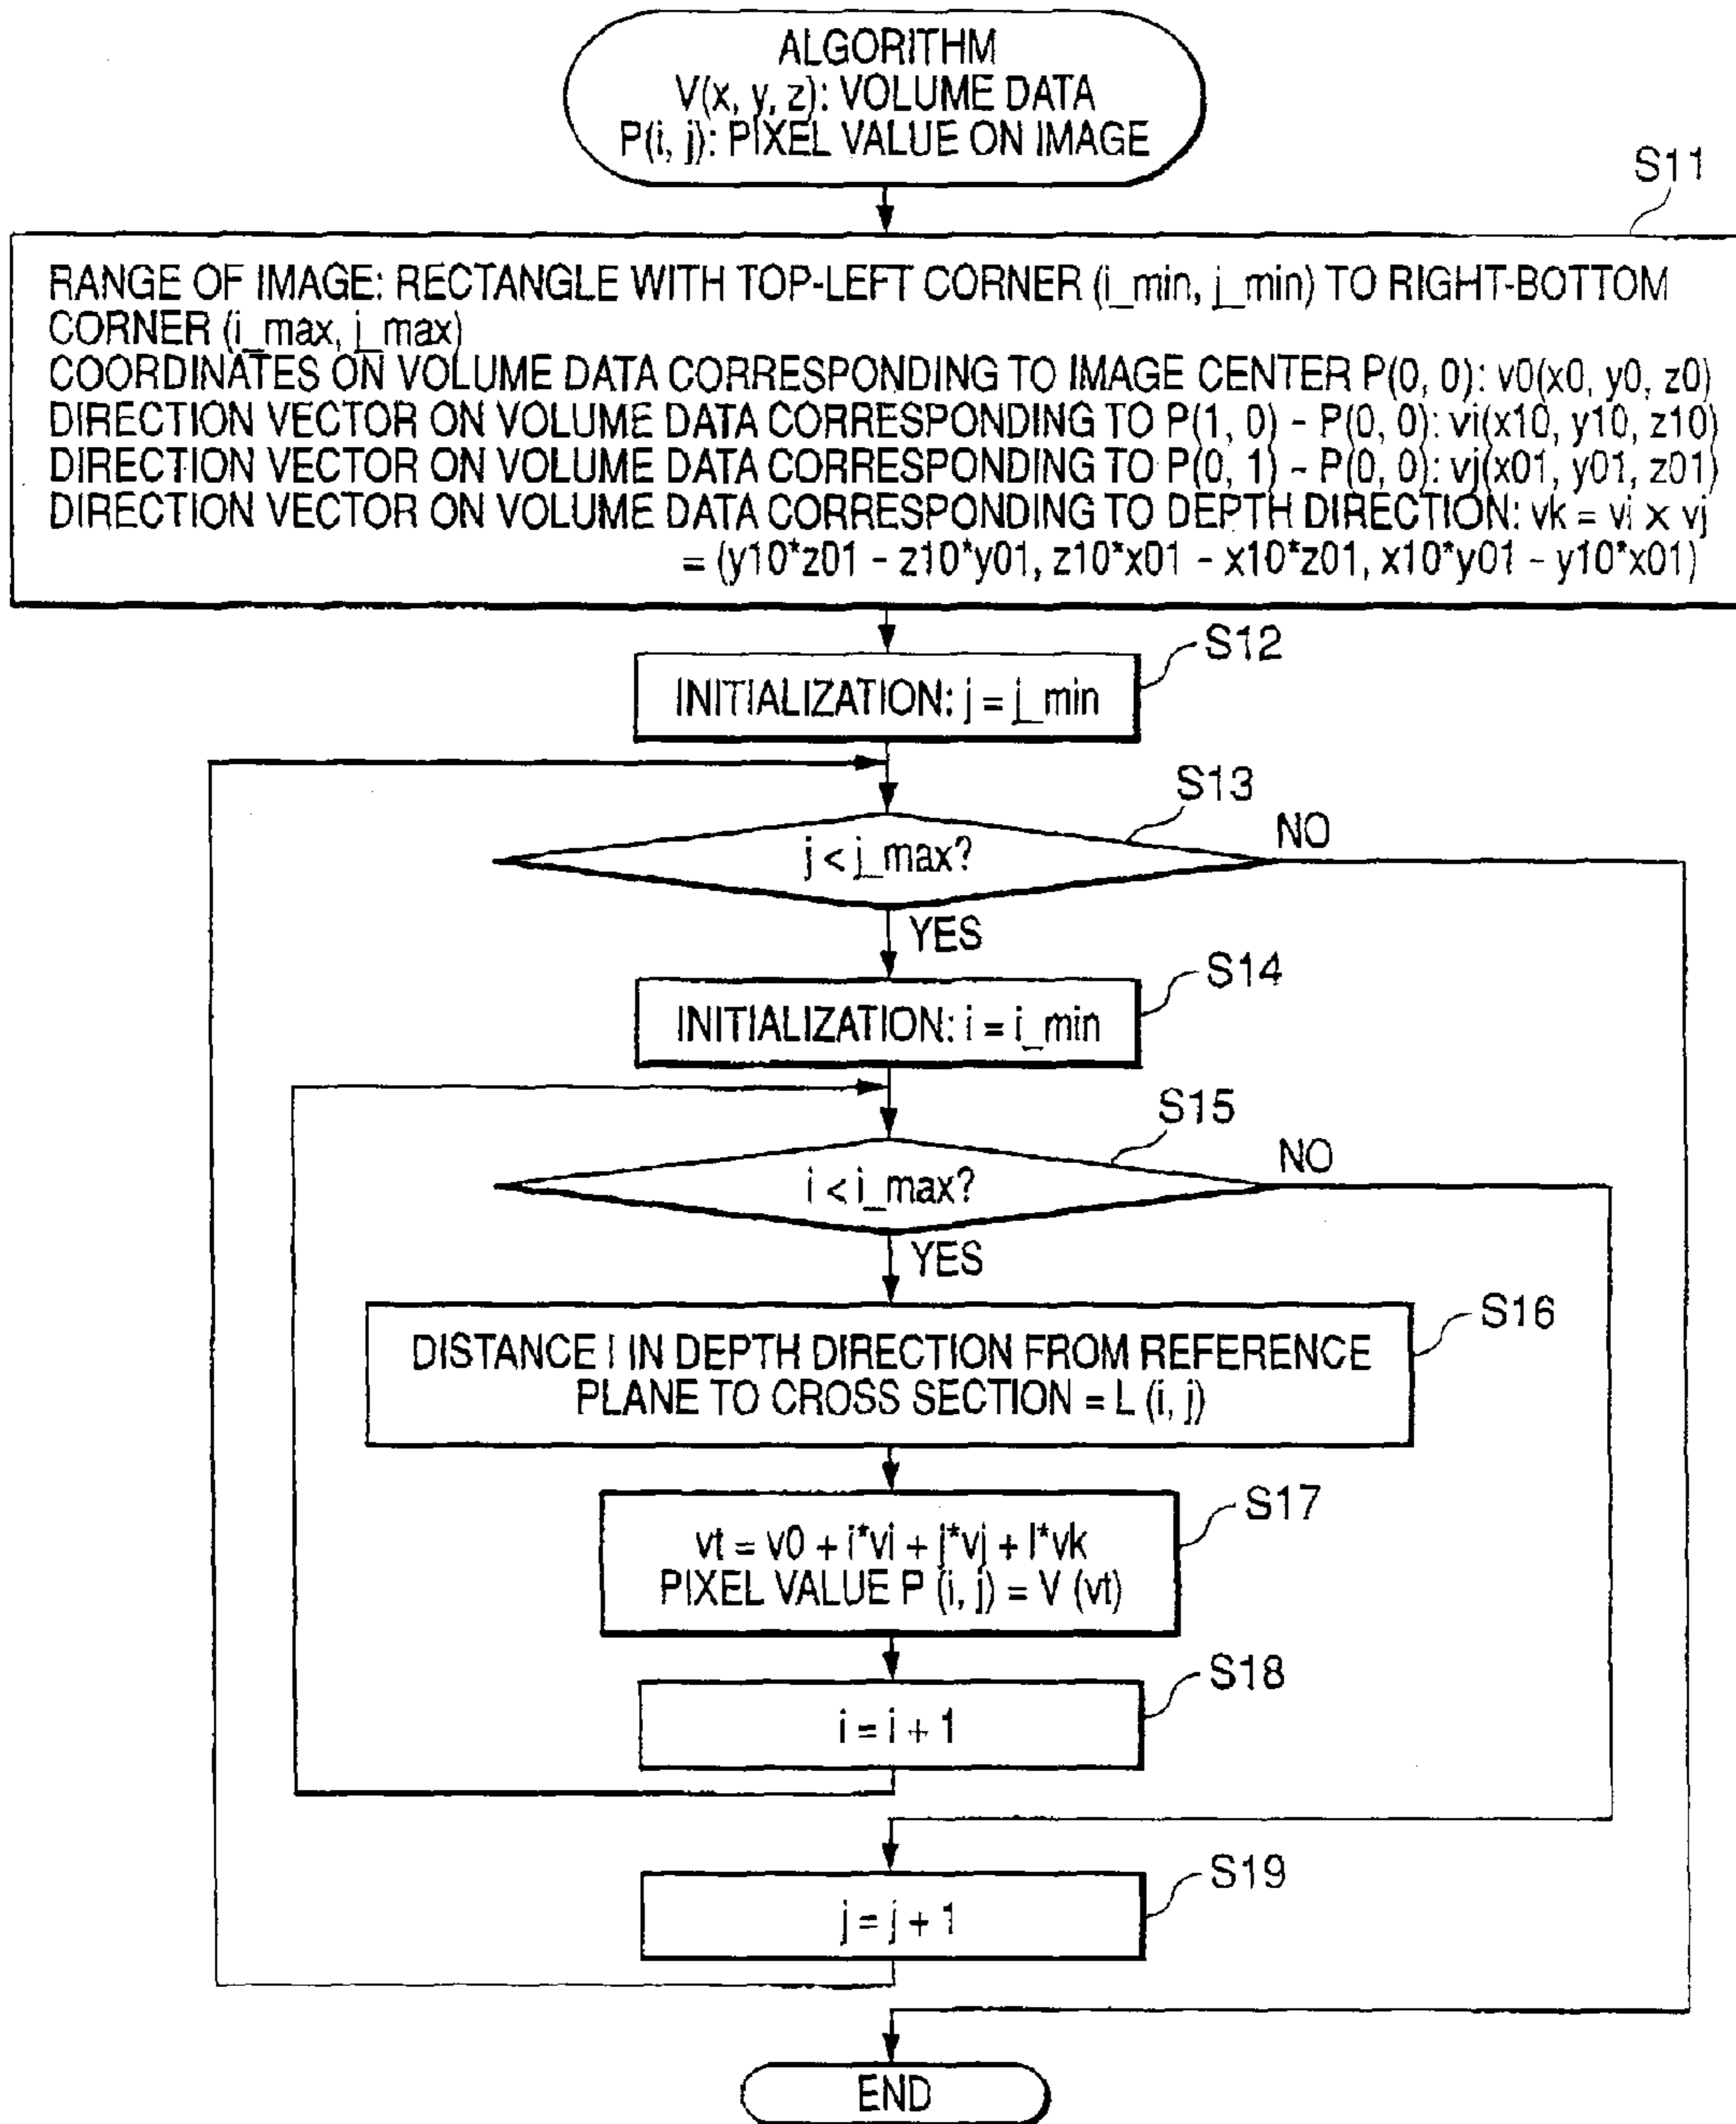 ALGORITHM
V(x, y, z): VOLUME DATA
P(i, j): PIXEL VALUE ON IMAGE
S11
RANGE OF IMAGE: RECTANGLE WITH TOP-LEFT CORNER (i_min, j_min) TO RIGHT-BOTTOM
CORNER (i_max, j_max)
COORDINATES ON VOLUME DATA CORRESPONDING TO IMAGE CENTER P(0, 0): v0(x0, y0, z0)
DIRECTION VECTOR ON VOLUME DATA CORRESPONDING TO P(1, 0) - P(0, 0): vi(x10, y10, z10)
DIRECTION VECTOR ON VOLUME DATA CORRESPONDING TO P(0, 1) - P(0, 0): vj(x01, y01, z01)
DIRECTION VECTOR ON VOLUME DATA CORRESPONDING TO DEPTH DIRECTION: vk = vi x vj
= (y10*z01 - z10*y01, z10*x01 - x10*z01, x10*y01 - y10*x01)
S12
INITIALIZATION: j = j_min
S13
j < j_max?
NO
YES
S14
INITIALIZATION: i = i_min
S15
i < i_max?
NO
YES
S16
DISTANCE l IN DEPTH DIRECTION FROM REFERENCE
PLANE TO CROSS SECTION = L (i, j)
S17
vt = v0 + i*vi + j*vj + l*vk
PIXEL VALUE P (i, j) = V (vt)
S18
i = i + 1
S19
j = j + 1
END